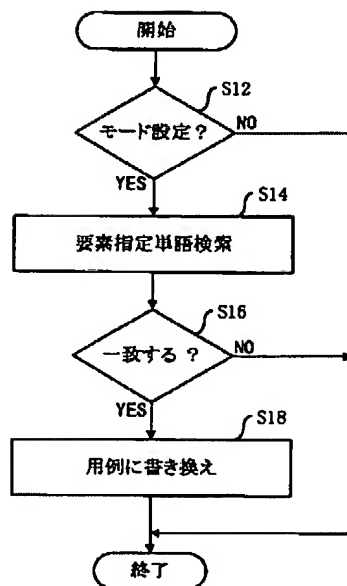 開始
S12
モード設定?
NO
YES
S14
要素指定単語検索
S16
一致する?
NO
YES
S18
用例に書き換え
終了